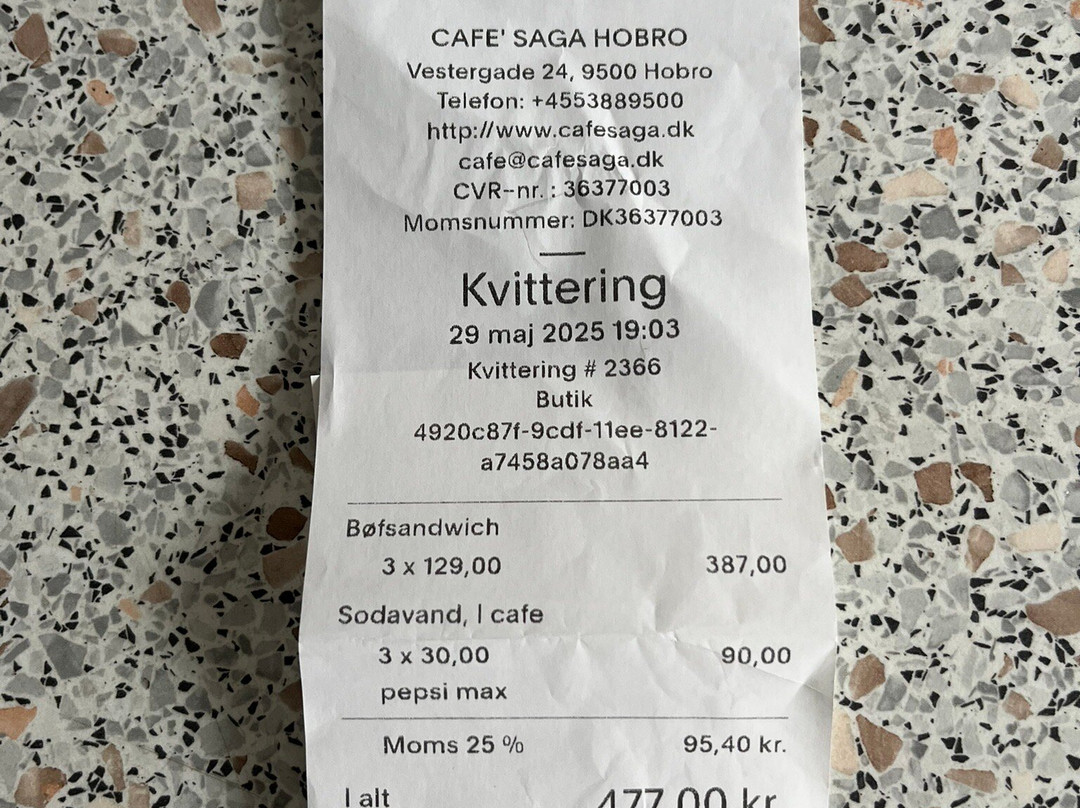 CAFE' SAGA HOBRO
Vestergade 24, 9500 Hobro
Telefon: +4553889500
http://www.cafesaga.dk
cafe@cafesaga.dk
CVR-nr. : 36377003
Momsnummer: DK36377003
Kvittering
29 maj 2025 19:03
Kvittering # 2366
Butik
4920c87f-9cdf-11ee-8122-
a7458a078aa4
Bøfsandwich
3 x 129,00 387,00
Sodavand, I cafe
3 x 30,00 90,00
pepsi max
Moms 25 % 95,40 kr.
I alt 477,00 kr.